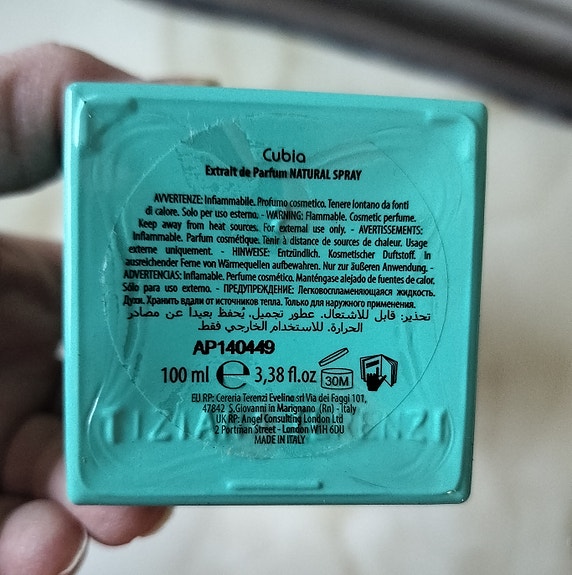 Cubia
Extrait de Parfum NATURAL SPRAY
AVVERTENZE: Infiammabile. Profumo cosmetico. Tenere lontano da fonti
di calore. Solo per uso esterno. - WARNING: Flammable. Cosmetic perfume.
Keep away from heat sources. For external use only. - AVERTISSEMENTS:
Inflammable. Parfum cosmétique. Tenir à distance de sources de chaleur. Usage
externe uniquement. - HINWEISE: Entzündlich. Kosmetischer Duftstoff. In
ausreichender Ferne von Wärmequellen aufbewahren. Nur zur äußeren Anwendung. -
ADVERTENCIAS: Inflamable. Perfume cosmético. Manténgase alejado de fuentes de calor.
Sólo para uso externo. - ПРЕДУПРЕЖДЕНИЕ: Легковоспламеняющаяся жидкость.
Духи. Хранить вдали от источников тепла. Только для наружного применения.
تحذير: قابل للاشتعال. عطور تجميل. يُحفظ بعيدا عن مصادر
الحرارة. للاستخدام الخارجي فقط
AP140449
100 ml e 3,38 fl.oz 30M
EU RP: Cereria Terenzi Evelino srl Via dei Faggi 101,
47842 S.Giovanni in Marignano (Rn) - Italy
UK RP: Angel Consulting London Ltd
TIZIANA TERENZI
2 Portman Street - London W1H 6DU
MADE IN ITALY